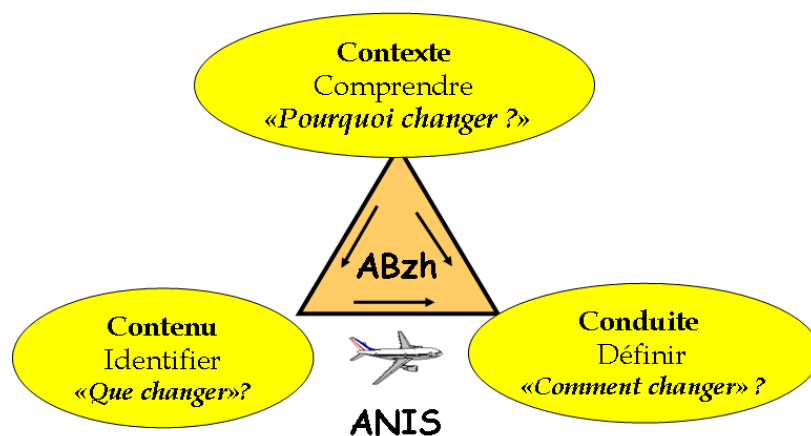 Contexte
Comprendre
«Pourquoi changer ?»
ABzh
Contenu
Identifier
«Que changer»?
Conduite
Définir
«Comment changer» ?
ANIS